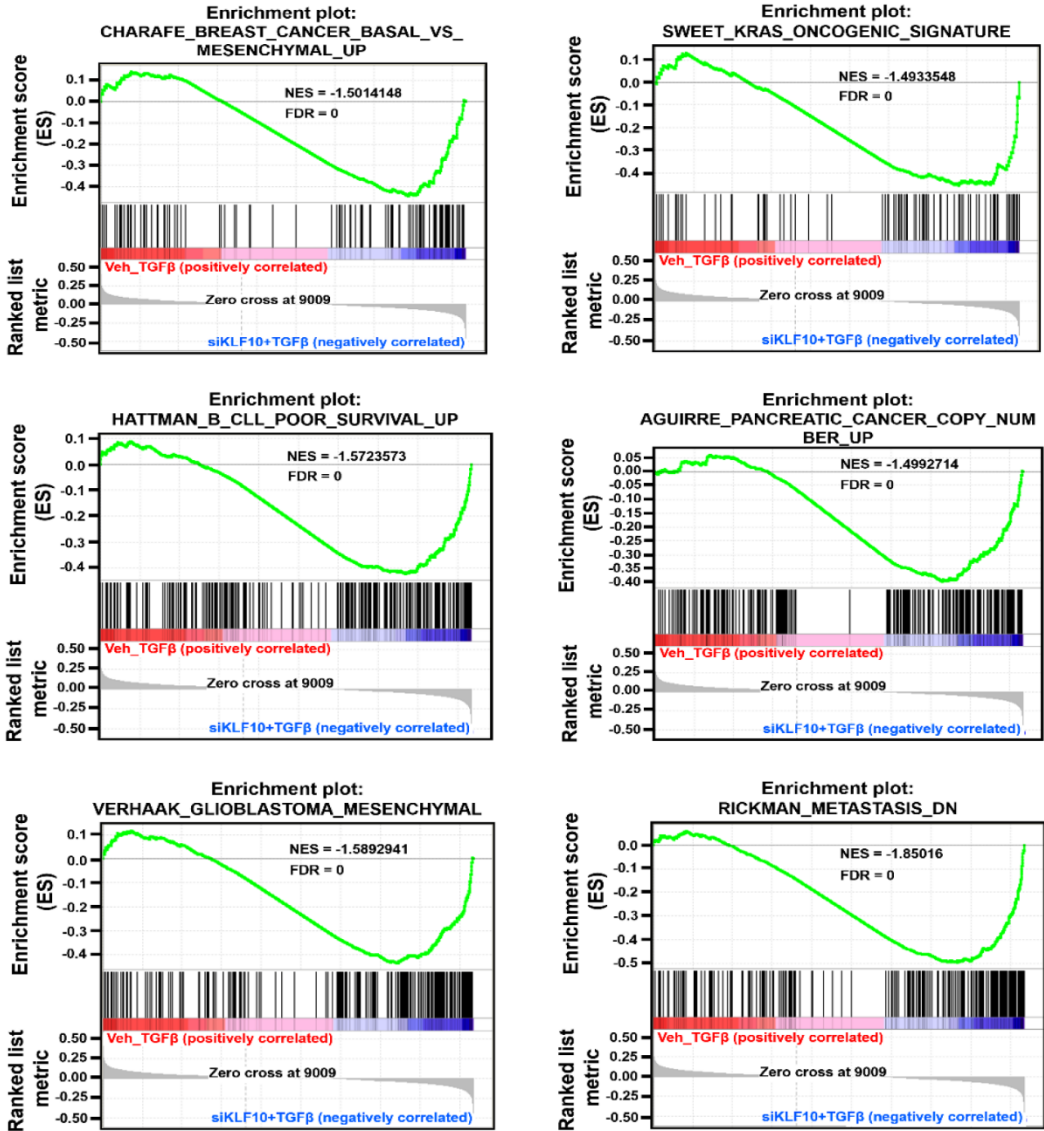 Enrichment plot:
CHARAFE_BREAST_CANCER_BASAL_VS_
MESENCHYMAL_UP
Enrichment score
(ES)
0.1
0.0
-0.1
-0.2
-0.3
-0.4
NES = -1.5014148
FDR = 0
Ranked list
metric
0.50
0.25
0.00
-0.25
-0.50
Veh_TGFβ (positively correlated)
Zero cross at 9009
siKLF10+TGFβ (negatively correlated)
Enrichment plot:
SWEET_KRAS_ONCOGENIC_SIGNATURE
Enrichment score
(ES)
0.1
0.0
-0.1
-0.2
-0.3
-0.4
NES = -1.4933548
FDR = 0
Ranked list
metric
0.50
0.25
0.00
-0.25
-0.50
Veh_TGFβ (positively correlated)
Zero cross at 9009
siKLF10+TGFβ (negatively correlated)
Enrichment plot:
HATTMAN_B_CLL_POOR_SURVIVAL_UP
Enrichment score
(ES)
0.1
0.0
-0.1
-0.2
-0.3
-0.4
NES = -1.5723573
FDR = 0
Ranked list
metric
0.50
0.25
0.00
-0.25
-0.50
Veh_TGFβ (positively correlated)
Zero cross at 9009
siKLF10+TGFβ (negatively correlated)
Enrichment plot:
AGUIRRE_PANCREATIC_CANCER_COPY_NUM
BER_UP
Enrichment score
(ES)
0.05
0.00
-0.05
-0.10
-0.15
-0.20
-0.25
-0.30
-0.35
-0.40
NES = -1.4992714
FDR = 0
Ranked list
metric
0.50
0.25
0.00
-0.25
-0.50
Veh_TGFβ (positively correlated)
Zero cross at 9009
siKLF10+TGFβ (negatively correlated)
Enrichment plot:
VERHAAK_GLIOBLASTOMA_MESENCHYMAL
Enrichment score
(ES)
0.1
0.0
-0.1
-0.2
-0.3
-0.4
NES = -1.5892941
FDR = 0
Ranked list
metric
0.50
0.25
0.00
-0.25
-0.50
Veh_TGFβ (positively correlated)
Zero cross at 9009
siKLF10+TGFβ (negatively correlated)
Enrichment plot:
RICKMAN_METASTASIS_DN
Enrichment score
(ES)
0.0
-0.1
-0.2
-0.3
-0.4
-0.5
NES = -1.85016
FDR = 0
Ranked list
metric
0.50
0.25
0.00
-0.25
-0.50
Veh_TGFβ (positively correlated)
Zero cross at 9009
siKLF10+TGFβ (negatively correlated)